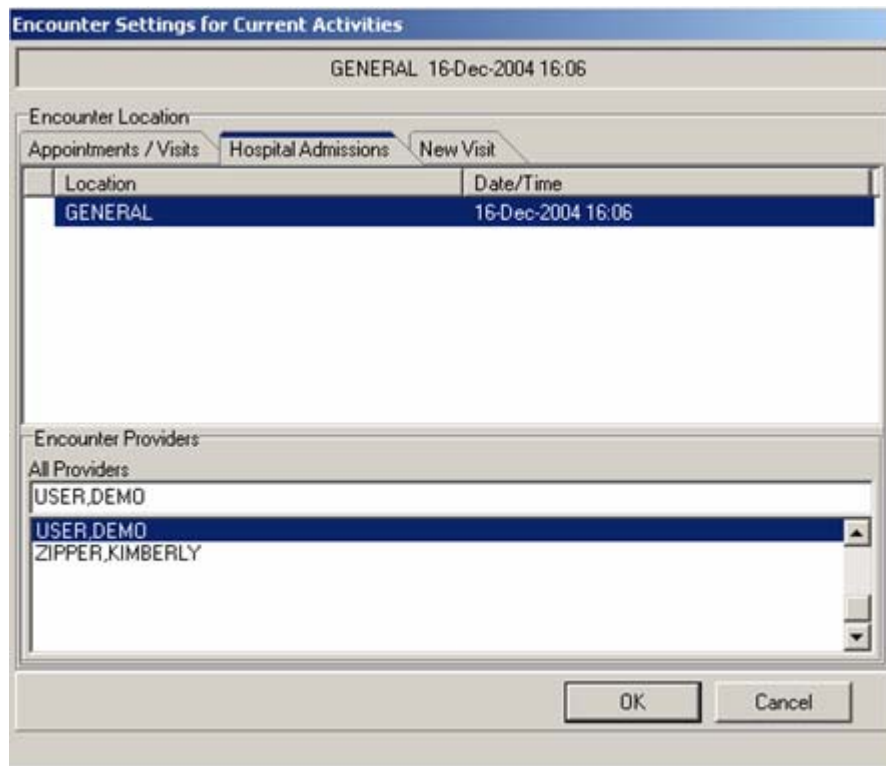 Encounter Settings for Current Activities
GENERAL 16-Dec-2004 16:06
Encounter Location
Appointments / Visits Hospital Admissions New Visit
Location Date/Time
GENERAL 16-Dec-2004 16:06
Encounter Providers
All Providers
USER,DEMO
USER,DEMO
ZIPPER,KIMBERLY
OK Cancel